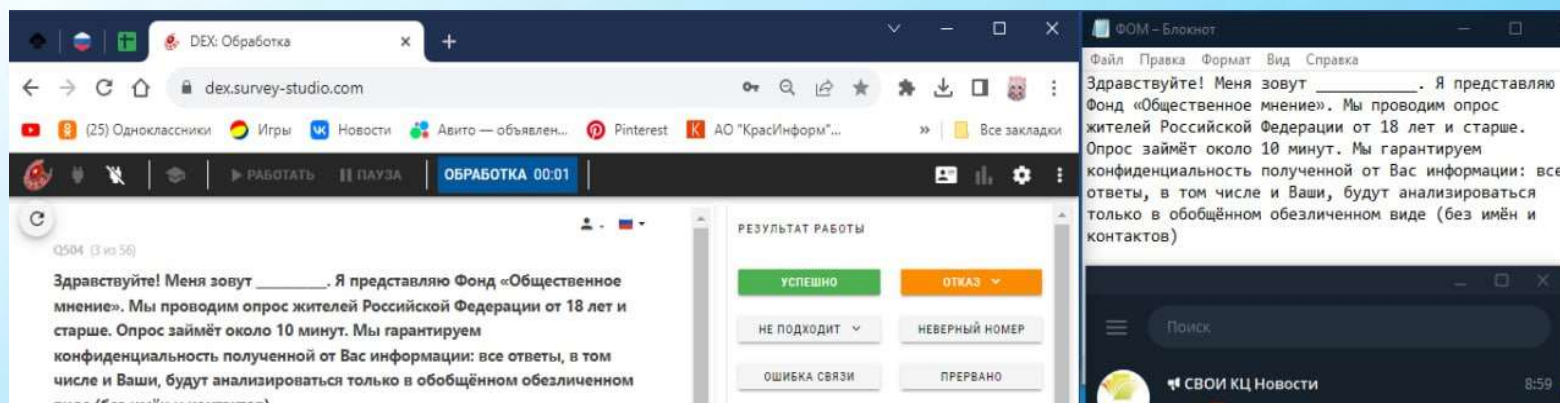 DEX: Обработка
dex.survey-studio.com
(25) Одноклассники
Игры
Новости
Авито — объявлен...
Pinterest
АО "КрасИнформ"...
»
Все закладки
РАБОТАТЬ
ПАУЗА
ОБРАБОТКА 00:01
Q504 (3 из 56)
Здравствуйте! Меня зовут _________. Я представляю Фонд «Общественное
мнение». Мы проводим опрос жителей Российской Федерации от 18 лет и
старше. Опрос займёт около 10 минут. Мы гарантируем
конфиденциальность полученной от Вас информации: все ответы, в том
числе и Ваши, будут анализироваться только в обобщённом обезличенном
РЕЗУЛЬТАТ РАБОТЫ
УСПЕШНО
ОТКАЗ
НЕ ПОДХОДИТ
НЕВЕРНЫЙ НОМЕР
ОШИБКА СВЯЗИ
ПРЕРВАНО
ФОМ – Блокнот
Файл Правка Формат Вид Справка
Здравствуйте! Меня зовут ___________. Я представляю
Фонд «Общественное мнение». Мы проводим опрос
жителей Российской Федерации от 18 лет и старше.
Опрос займёт около 10 минут. Мы гарантируем
конфиденциальность полученной от Вас информации: все
ответы, в том числе и Ваши, будут анализироваться
только в обобщённом обезличенном виде (без имён и
контактов)
Поиск
СВОИ КЦ Новости
8:59